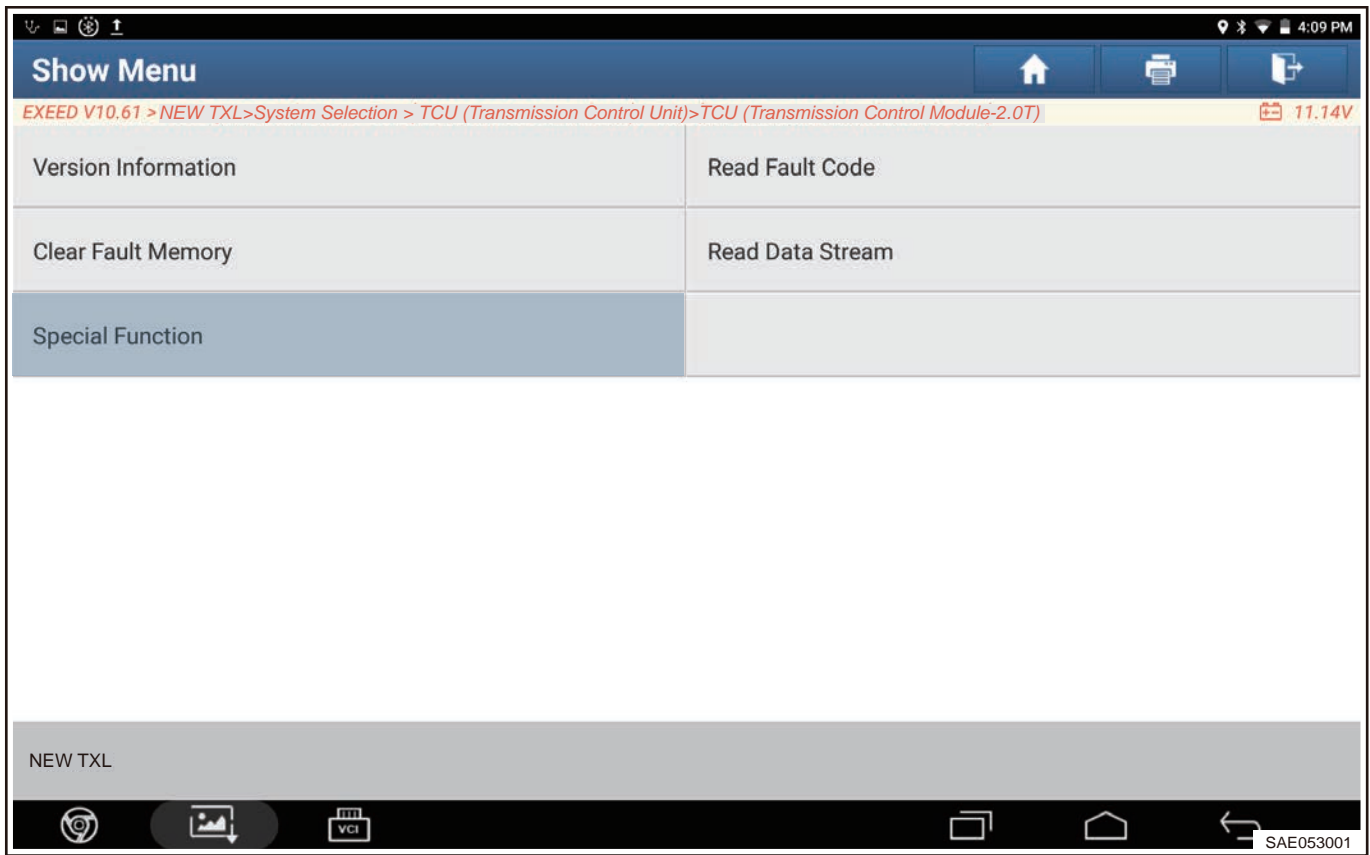 4:09 PM
Show Menu
EXEED V10.61 >NEW TXL>System Selection > TCU (Transmission Control Unit)>TCU (Transmission Control Module-2.0T)
11.14V
Version Information
Read Fault Code
Clear Fault Memory
Read Data Stream
Special Function
NEW TXL
VCI
SAE053001